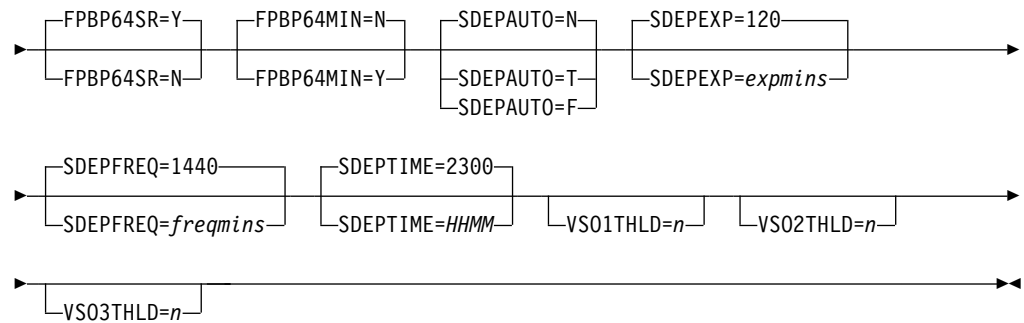 FPBP64SR=Y FPBP64MIN=N SDEPAUTO=N SDEPEXP=120
FPBP64SR=N FPBP64MIN=Y SDEPAUTO=T SDEPEXP=expmins
SDEPAUTO=F
SDEPFREQ=1440 SDEPTIME=2300
SDEPFREQ=freqmins SDEPTIME=HHMM VSO1THLD=n VSO2THLD=n
VSO3THLD=n